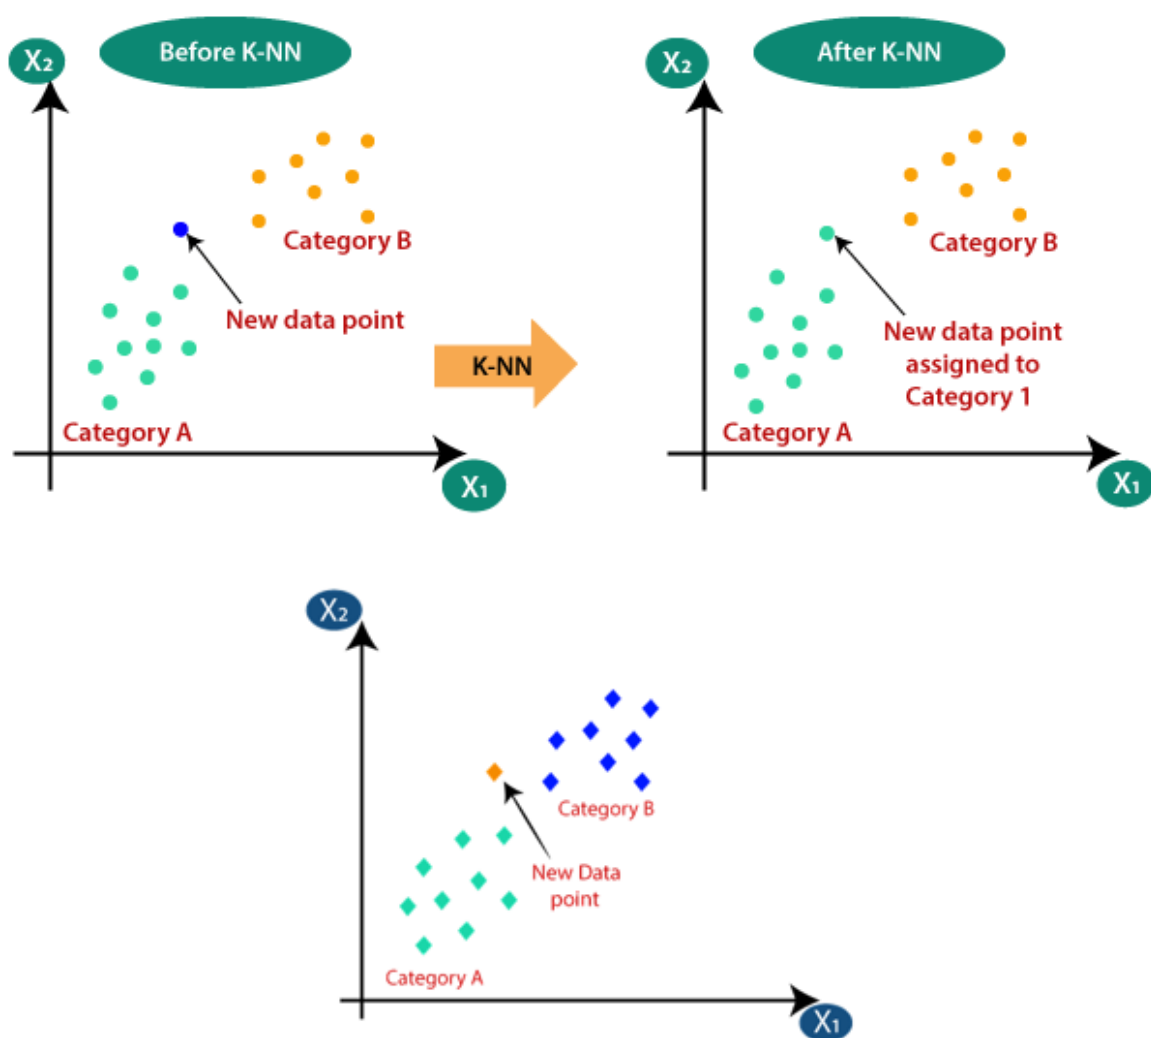 Before K-NN
X₂
Category B
New data point
Category A
X₁
K-NN
After K-NN
X₂
Category B
New data point
assigned to
Category 1
Category A
X₁
X₂
Category B
New Data
point
Category A
X₁